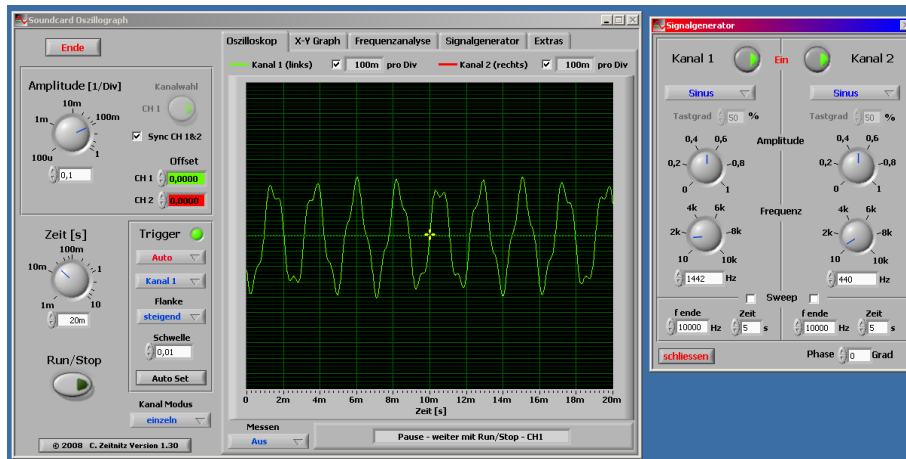 Soundcard Oszillograph
Ende
Amplitude [1/Div]
10m
1m
100m
100u
1
0,1
Kanalwahl
CH 1
Sync CH 1&2
Offset
CH 1 0,0000
CH 2 0,0000
Zeit [s]
100m
10m
1
1m
10
20m
Run/Stop
Trigger
Auto
Kanal 1
Flanke
steigend
Schwelle
0,01
Auto Set
Kanal Modus
einzeln
© 2008 C. Zeitnitz Version 1.30
Oszilloskop X-Y Graph Frequenzanalyse Signalgenerator Extras
Kanal 1 (links) 100m pro Div Kanal 2 (rechts) 100m pro Div
0 2m 4m 6m 8m 10m 12m 14m 16m 18m 20m
Zeit [s]
Messen
Aus
Pause - weiter mit Run/Stop - CH1
Signalgenerator
Kanal 1 Ein Kanal 2
Sinus Sinus
Tastgrad 50 % Tastgrad 50 %
Amplitude
0,4 0,6 0,4 0,6
0,2 0,8 0,2 0,8
0 1 0 1
Frequenz
4k 6k 4k 6k
2k 8k 2k 8k
10 10k 10 10k
1442 Hz 440 Hz
Sweep
f ende Zeit f ende Zeit
10000 Hz 5 s 10000 Hz 5 s
schliessen Phase 0 Grad